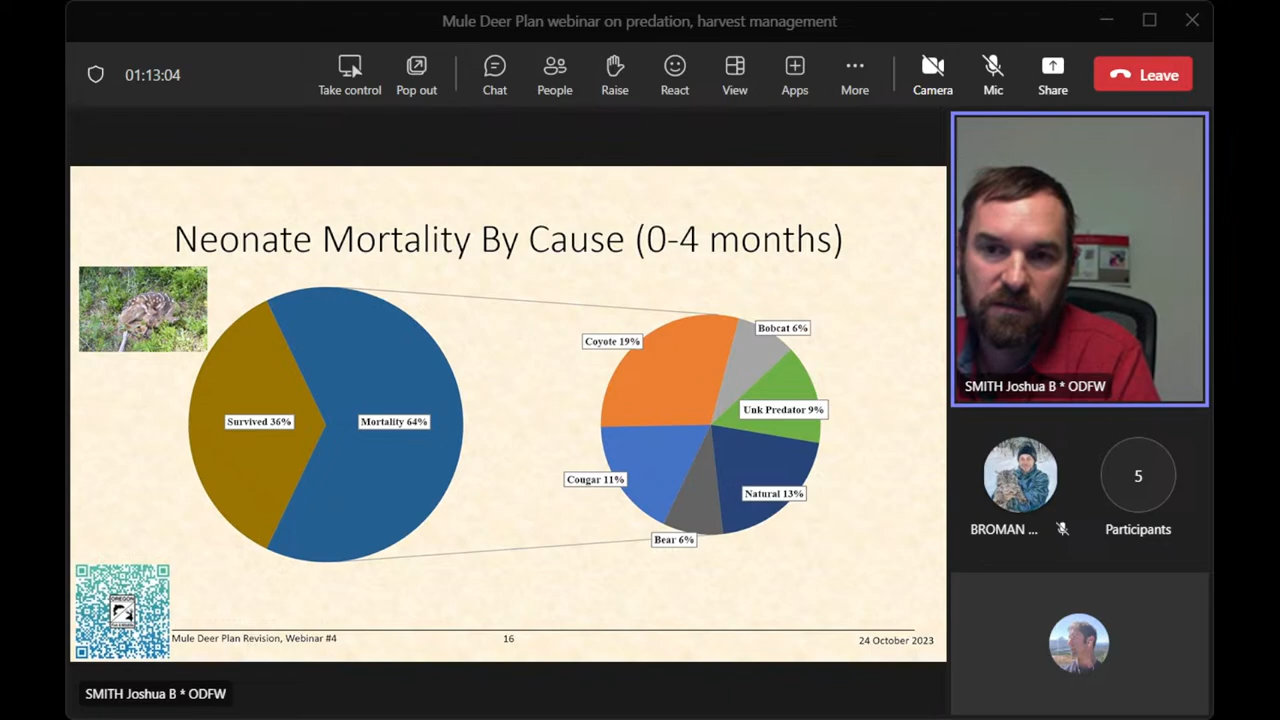 Mule Deer Plan webinar on predation, harvest management
01:13:04
Take control
Pop out
Chat
People
Raise
React
View
Apps
More
Camera
Mic
Share
Leave
Neonate Mortality By Cause (0-4 months)
Survived 36%
Mortality 64%
Coyote 19%
Bobcat 6%
Unk Predator 9%
Cougar 11%
Natural 13%
Bear 6%
OREGON
Mule Deer Plan Revision, Webinar #4
16
24 October 2023
SMITH Joshua B * ODFW
SMITH Joshua B * ODFW
BROMAN ...
5
Participants